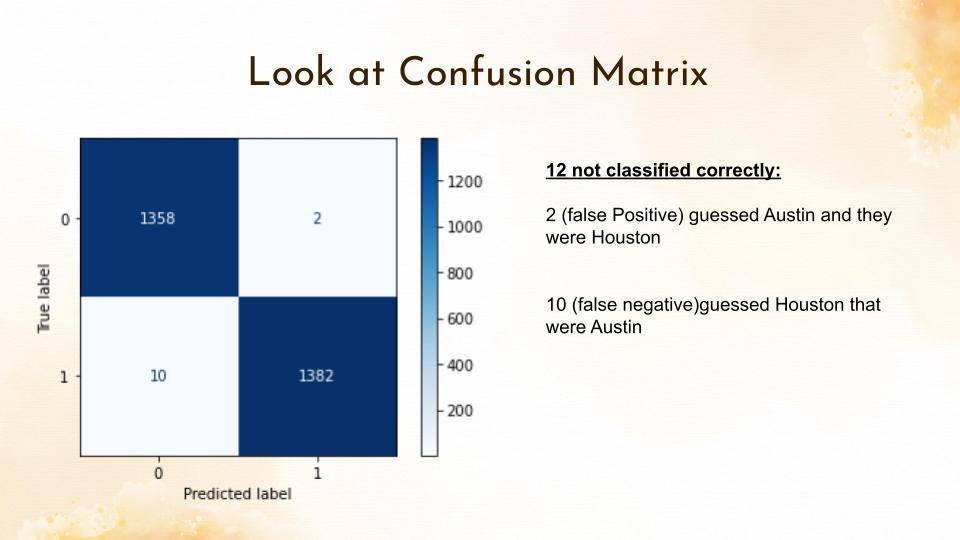 Look at Confusion Matrix
12 not classified correctly:
2 (false Positive) guessed Austin and they
were Houston
10 (false negative)guessed Houston that
were Austin
True label
0
1358
2
1
10
1382
0
1
Predicted label
1200
1000
800
600
400
200